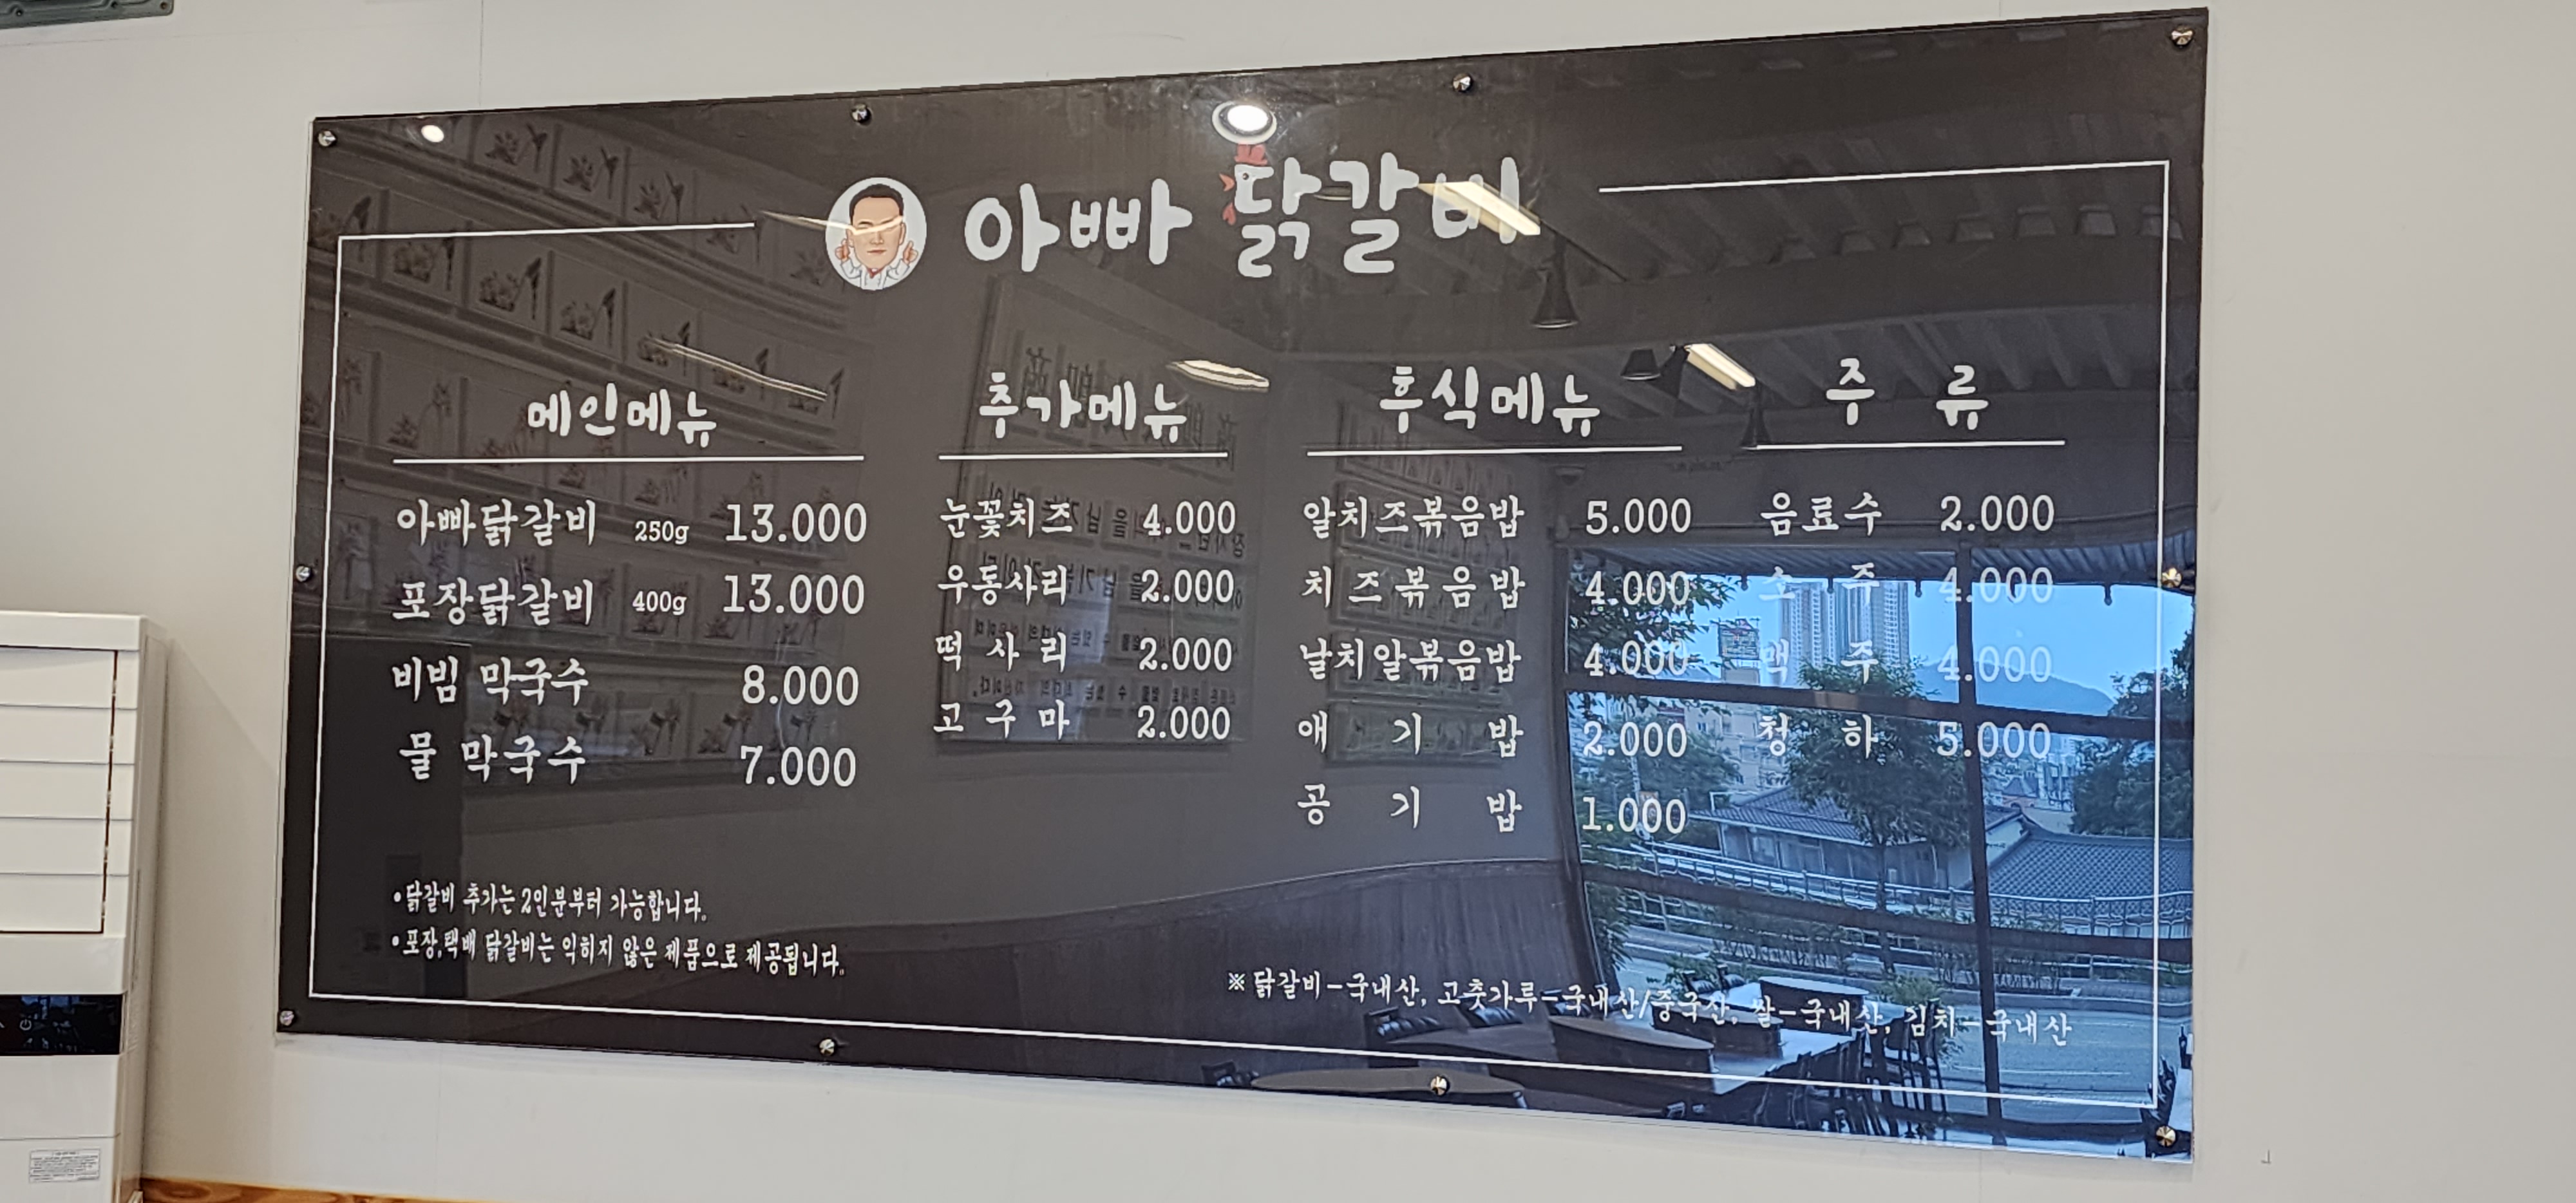 아빠 닭갈비
메인메뉴
아빠닭갈비 250g 13.000
포장닭갈비 400g 13.000
비빔 막국수 8.000
물 막국수 7.000
추가메뉴
눈꽃치즈 4.000
우동사리 2.000
떡 사 리 2.000
고 구 마 2.000
후식메뉴
알치즈볶음밥 5.000
치 즈 볶 음 밥 4.000
날치알볶음밥 4.000
애 기 밥 2.000
공 기 밥 1.000
주 류
음료수 2.000
소 주 4.000
맥 주 4.000
청 하 5.000
•닭갈비 추가는 2인분부터 가능합니다.
•포장,택배 닭갈비는 익히지 않은 제품으로 제공됩니다.
※닭갈비-국내산, 고춧가루-국내산/중국산, 쌀-국내산, 김치-국내산